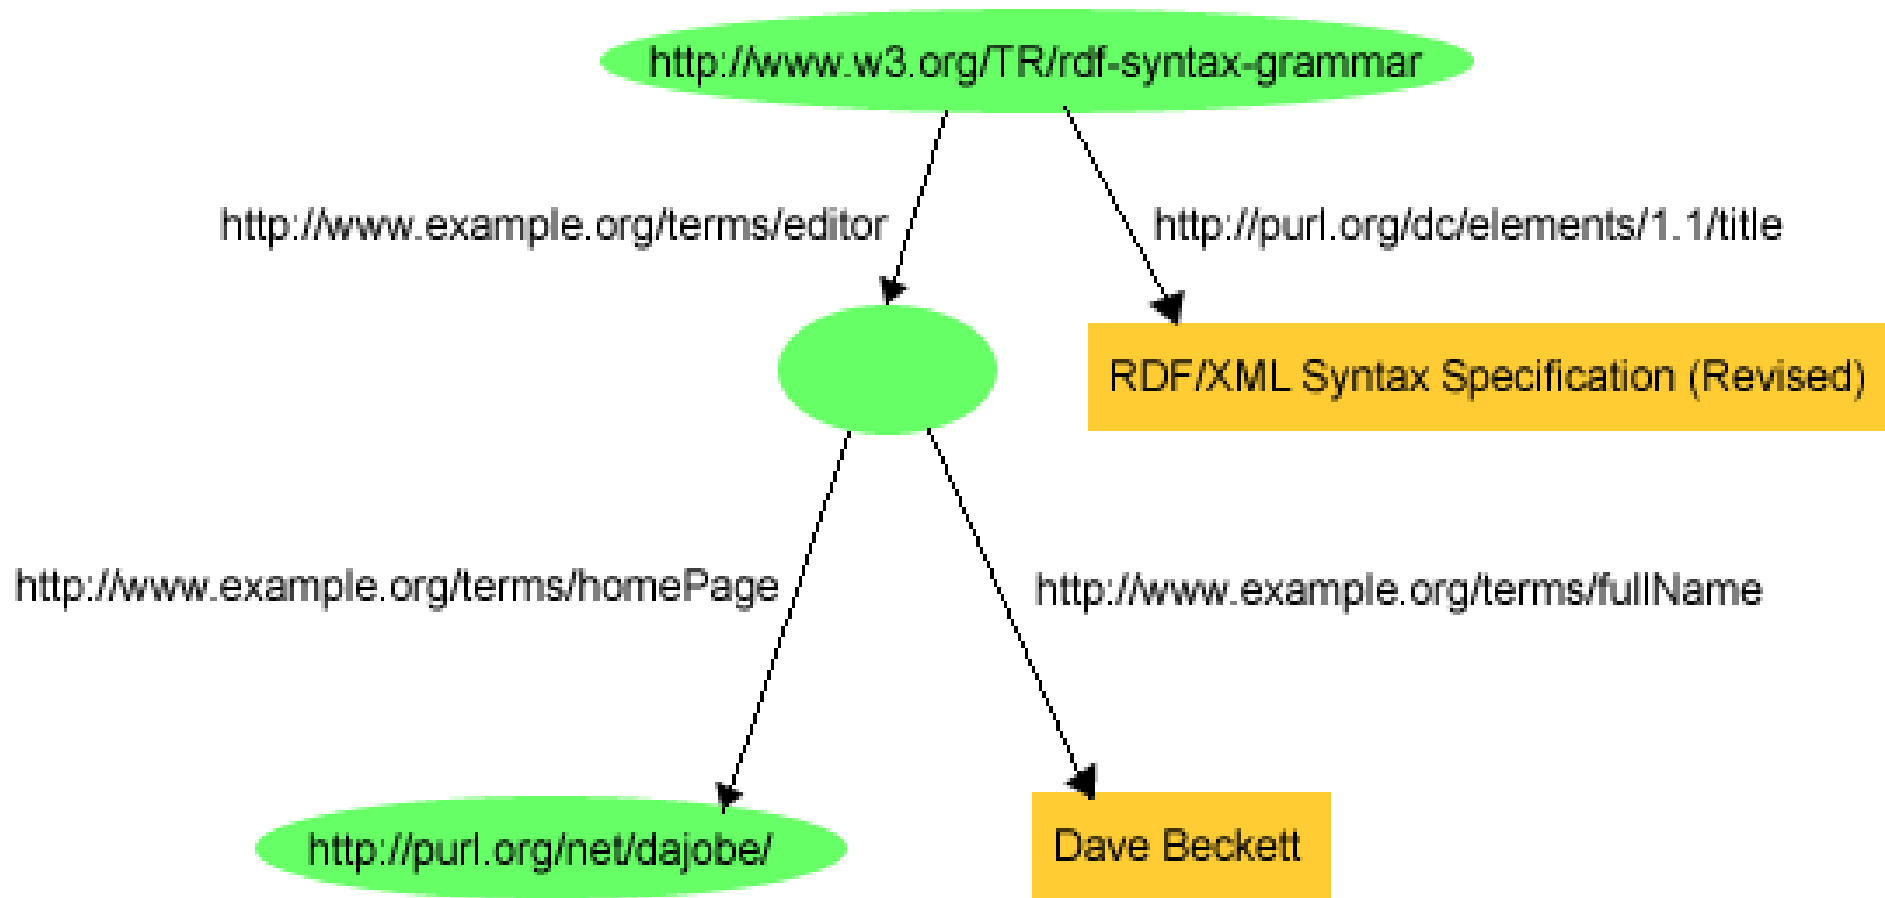 http://www.w3.org/TR/rdf-syntax-grammar
http://www.example.org/terms/editor
http://purl.org/dc/elements/1.1/title
RDF/XML Syntax Specification (Revised)
http://www.example.org/terms/homePage
http://www.example.org/terms/fullName
http://purl.org/net/dajobe/
Dave Beckett